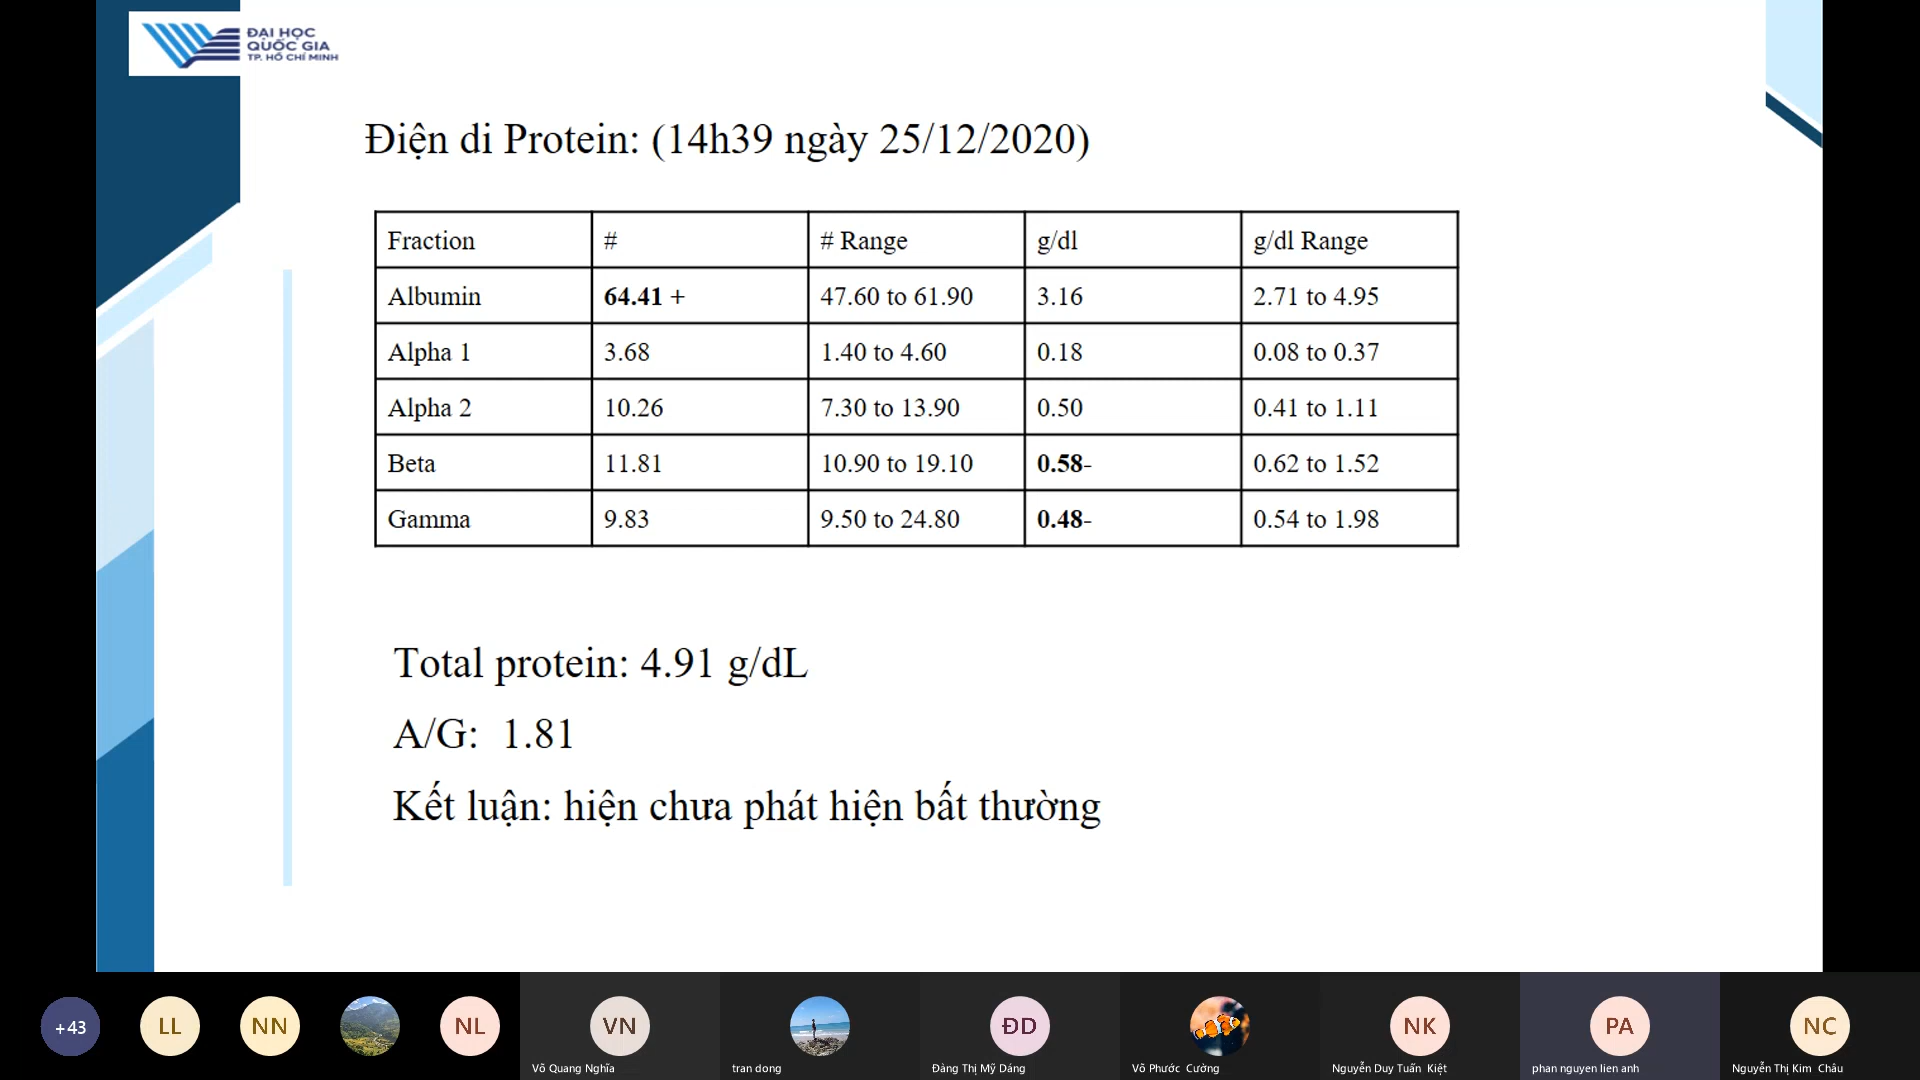 ĐẠI HỌC
QUỐC GIA
TP. HỒ CHÍ MINH
Điện di Protein: (14h39 ngày 25/12/2020)
Fraction # # Range g/dl g/dl Range
Albumin 64.41 + 47.60 to 61.90 3.16 2.71 to 4.95
Alpha 1 3.68 1.40 to 4.60 0.18 0.08 to 0.37
Alpha 2 10.26 7.30 to 13.90 0.50 0.41 to 1.11
Beta 11.81 10.90 to 19.10 0.58- 0.62 to 1.52
Gamma 9.83 9.50 to 24.80 0.48- 0.54 to 1.98
Total protein: 4.91 g/dL
A/G: 1.81
Kết luận: hiện chưa phát hiện bất thường
+43 LL NN NL VN ĐD NK PA NC
Võ Quang Nghĩa tran dong Đàng Thị Mỹ Dáng Võ Phước Cường Nguyễn Duy Tuấn Kiệt phan nguyen lien anh Nguyễn Thị Kim Châu